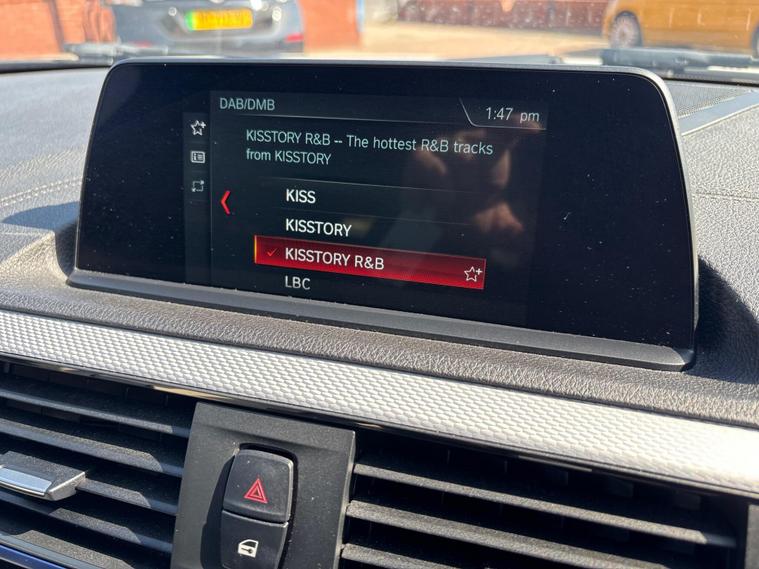 DAB/DMB
1:47 pm
KISSTORY R&B -- The hottest R&B tracks
from KISSTORY
KISS
KISSTORY
KISSTORY R&B
LBC